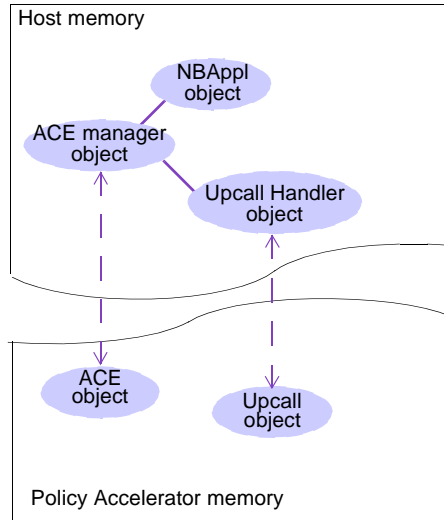 Host memory
NBAppl
object
ACE manager
object
Upcall Handler
object
ACE
object
Upcall
object
Policy Accelerator memory